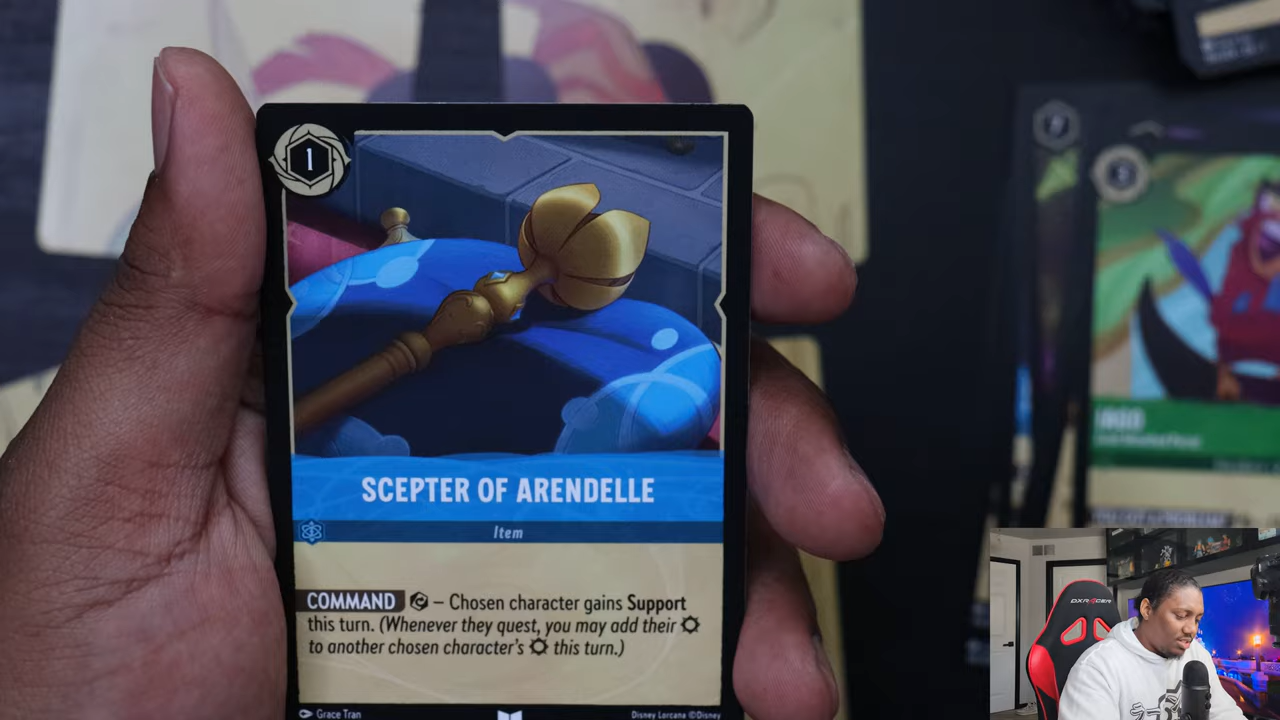 1
SCEPTER OF ARENDELLE
Item
COMMAND – Chosen character gains Support
this turn. (Whenever they quest, you may add their
to another chosen character's this turn.)
Grace Tran
Disney Lorcana ©Disney
IAGO
DXRACER